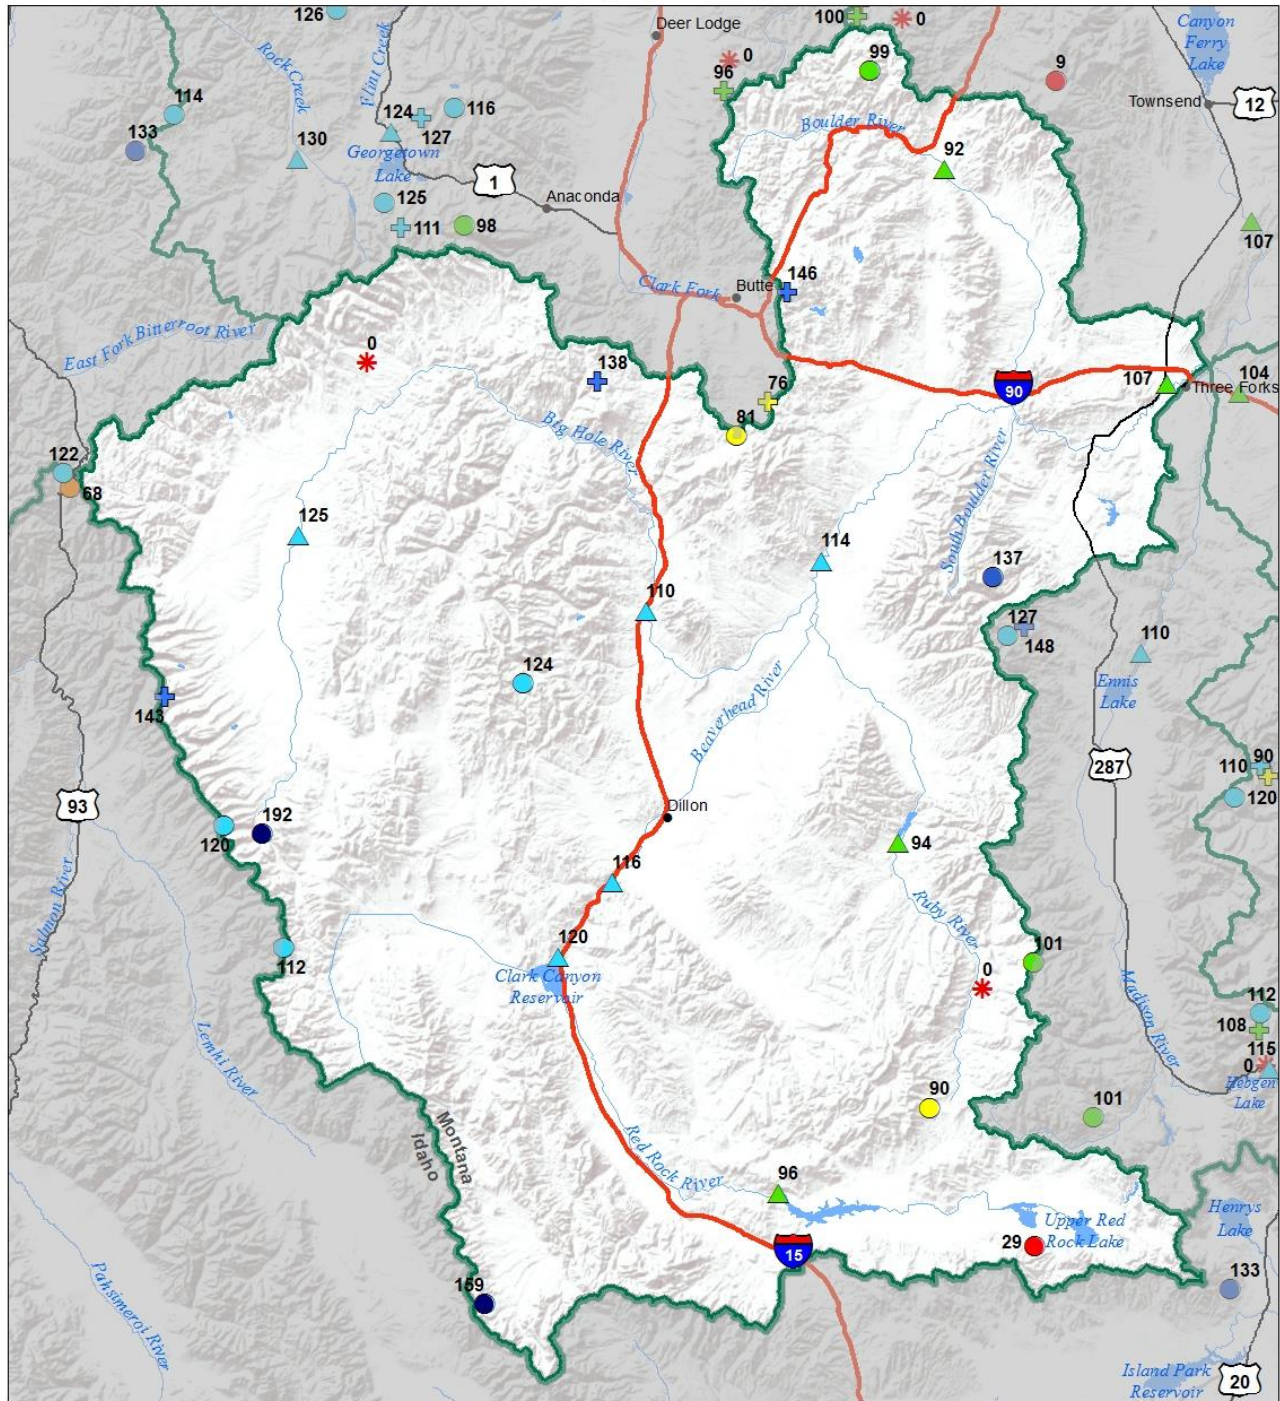 126
Deer Lodge
100
0
Canyon
Ferry
Lake
Rock Creek
Flint Creek
0
99
9
96
114
124
116
127
Townsend
12
133
130
Georgetown
Lake
Boulder River
92
1
Anaconda
125
111
98
107
Clark Fork
Butte
146
East Fork Bitterroot River
0
138
76
81
90
107
Three Forks
104
Big Hole River
122
68
125
South Boulder River
114
137
110
127
148
110
Ennis
Lake
124
143
Beaverhead River
287
110
90
120
93
Dillon
120
192
94
116
Salmon River
Ruby River
112
120
Clark Canyon
Reservoir
101
0
Madison River
112
108
115
0
Hebgen
Lake
Lemhi River
90
101
Montana
Idaho
Red Rock River
96
Upper Red
Rock Lake
29
Henrys
Lake
15
133
159
Pahsimeroi River
Island Park
Reservoir
20